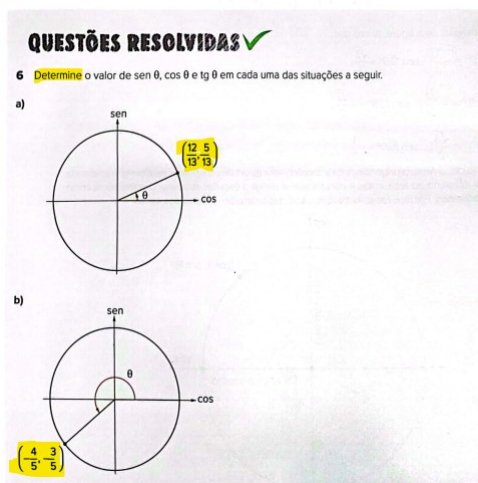 QUESTÕES RESOLVIDAS
6 Determine o valor de sen θ, cos θ e tg θ em cada uma das situações a seguir.
a)
sen
(12/13, 5/13)
θ
cos
b)
sen
θ
cos
(-4/5, -3/5)